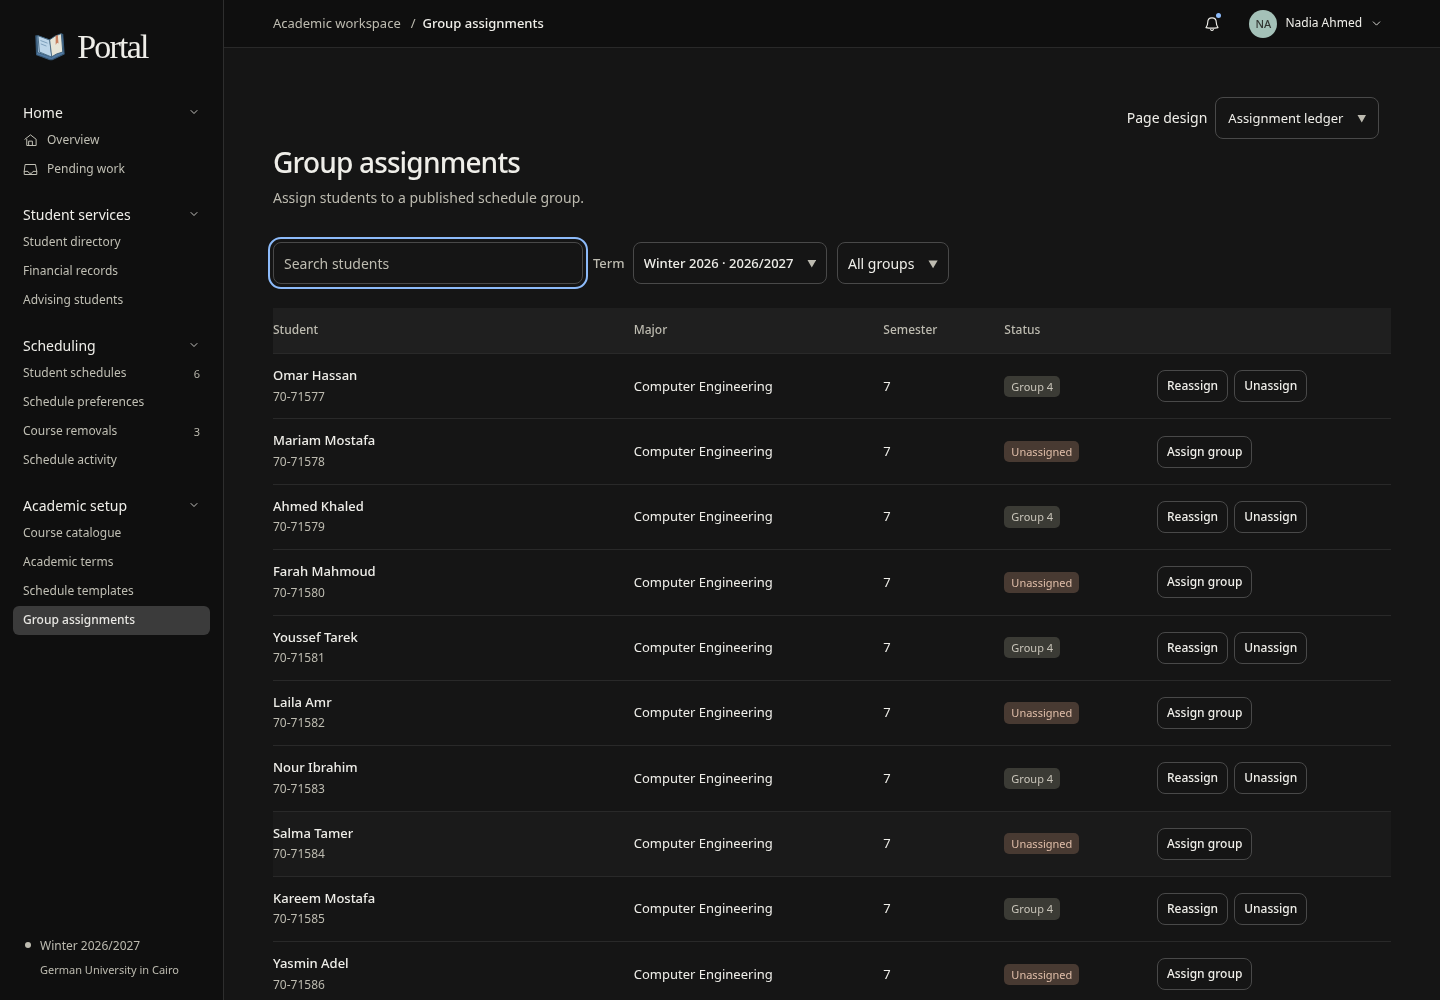 Portal
Home
Overview
Pending work
Student services
Student directory
Financial records
Advising students
Scheduling
Student schedules 6
Schedule preferences
Course removals 3
Schedule activity
Academic setup
Course catalogue
Academic terms
Schedule templates
Group assignments
Winter 2026/2027
German University in Cairo
Academic workspace / Group assignments
NA Nadia Ahmed
Page design Assignment ledger
Group assignments
Assign students to a published schedule group.
Search students Term Winter 2026 · 2026/2027 All groups
Student Major Semester Status
Omar Hassan
70-71577 Computer Engineering 7 Group 4 Reassign Unassign
Mariam Mostafa
70-71578 Computer Engineering 7 Unassigned Assign group
Ahmed Khaled
70-71579 Computer Engineering 7 Group 4 Reassign Unassign
Farah Mahmoud
70-71580 Computer Engineering 7 Unassigned Assign group
Youssef Tarek
70-71581 Computer Engineering 7 Group 4 Reassign Unassign
Laila Amr
70-71582 Computer Engineering 7 Unassigned Assign group
Nour Ibrahim
70-71583 Computer Engineering 7 Group 4 Reassign Unassign
Salma Tamer
70-71584 Computer Engineering 7 Unassigned Assign group
Kareem Mostafa
70-71585 Computer Engineering 7 Group 4 Reassign Unassign
Yasmin Adel
70-71586 Computer Engineering 7 Unassigned Assign group